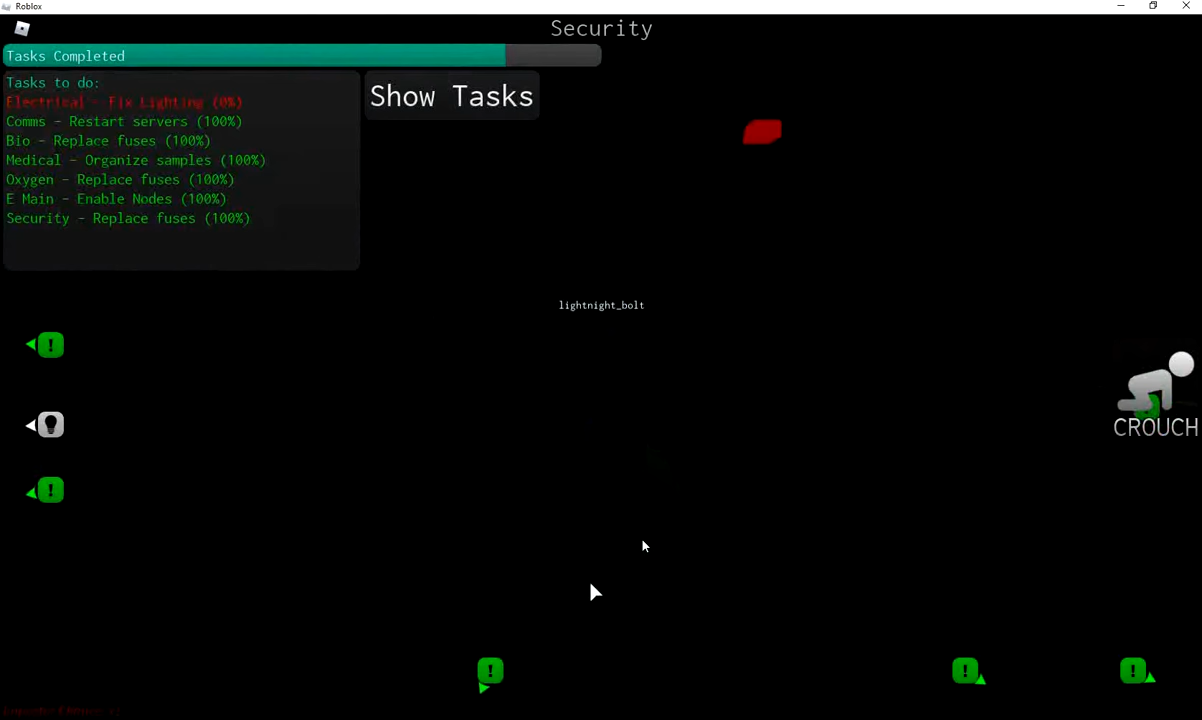 Roblox
Security
Tasks Completed
Tasks to do:
Electrical - Fix Lighting (0%)
Comms - Restart servers (100%)
Bio - Replace fuses (100%)
Medical - Organize samples (100%)
Oxygen - Replace fuses (100%)
E Main - Enable Nodes (100%)
Security - Replace fuses (100%)
Show Tasks
lightnight_bolt
!
!
CROUCH
!
!
!